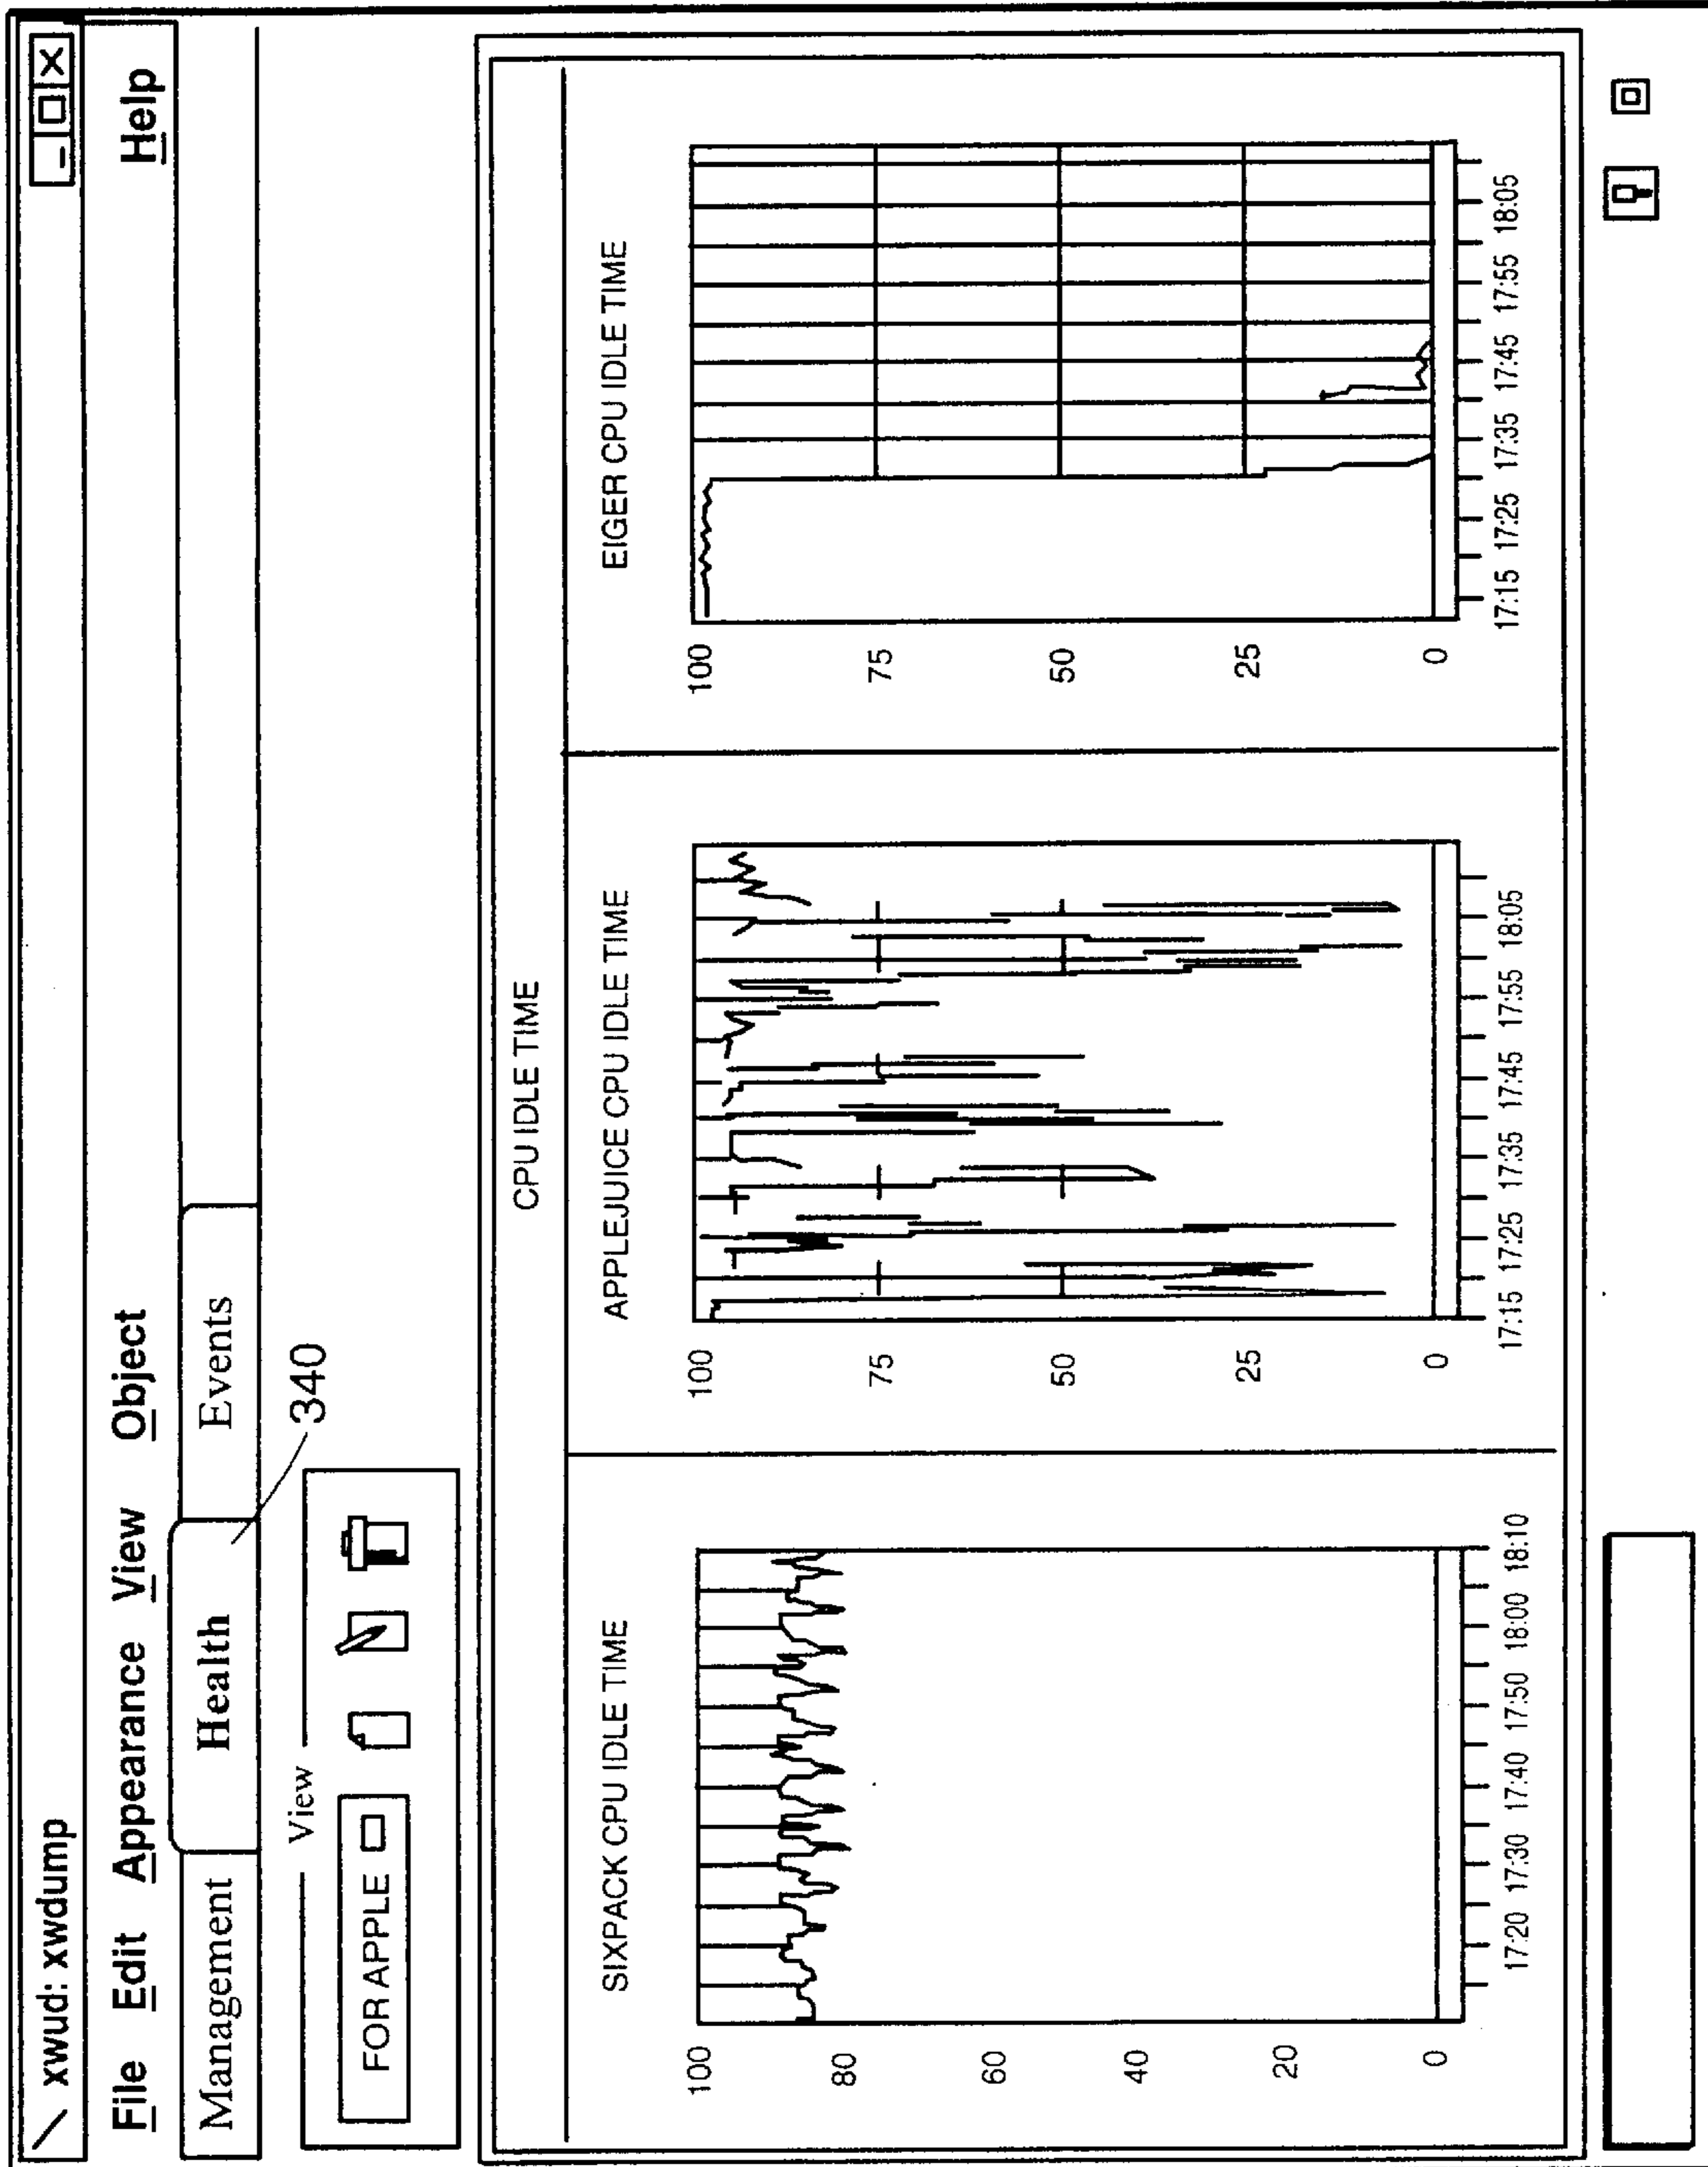 xwud: xwdump
File Edit Appearance View Object Help
Management Health Events
340
View
FOR APPLE
CPU IDLE TIME
SIXPACK CPU IDLE TIME
100
80
60
40
20
0
17:20 17:30 17:40 17:50 18:00 18:10
APPLEJUICE CPU IDLE TIME
100
75
50
25
0
17:15 17:25 17:35 17:45 17:55 18:05
EIGER CPU IDLE TIME
100
75
50
25
0
17:15 17:25 17:35 17:45 17:55 18:05